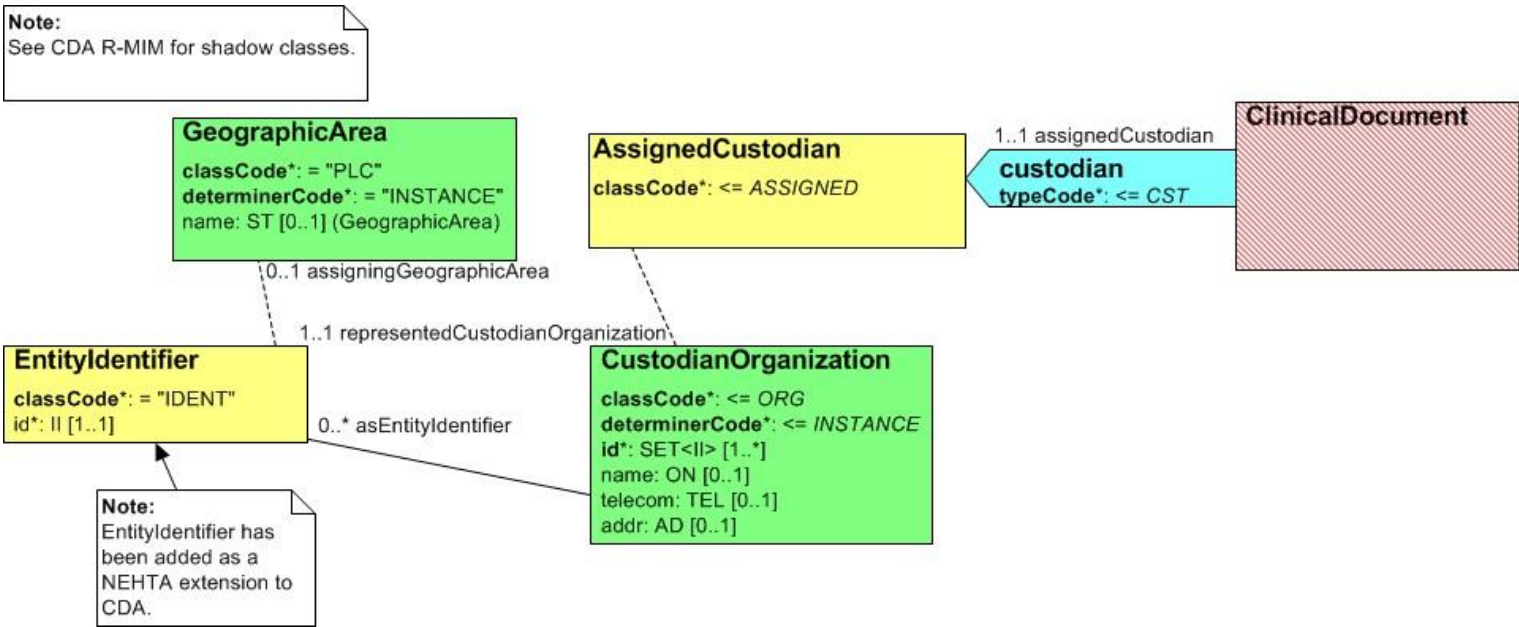 Note:
See CDA R-MIM for shadow classes.
GeographicArea
classCode*: = "PLC"
determinerCode*: = "INSTANCE"
name: ST [0..1] (GeographicArea)
AssignedCustodian
classCode*: <= ASSIGNED
1..1 assignedCustodian
custodian
typeCode*: <= CST
ClinicalDocument
0..1 assigningGeographicArea
1..1 representedCustodianOrganization
EntityIdentifier
classCode*: = "IDENT"
id*: II [1..1]
0..* asEntityIdentifier
CustodianOrganization
classCode*: <= ORG
determinerCode*: <= INSTANCE
id*: SET<II> [1..*]
name: ON [0..1]
telecom: TEL [0..1]
addr: AD [0..1]
Note:
EntityIdentifier has
been added as a
NEHTA extension to
CDA.